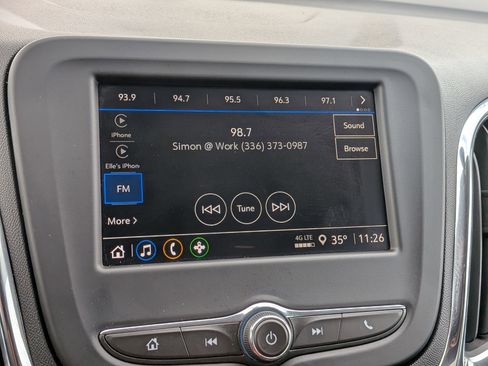 93.9 94.7 95.5 96.3 97.1
98.7
Simon @ Work (336) 373-0987
Sound
Browse
iPhone
Elle's iPhon
FM
More
Tune
4G LTE 35° 11:26